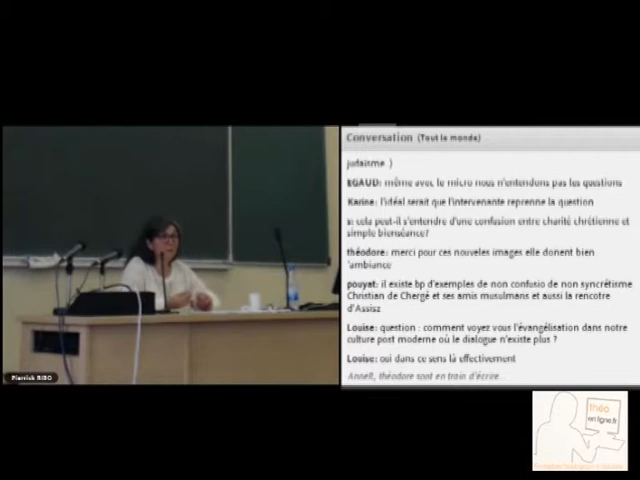 Conversation (Tout le monde)
judaïsme )
EGAUD: même avec le micro nous n'entendons pas les questions
Karine: l'idéal serait que l'intervenante reprenne la question
s: cela peut-il s'entendre d'une confusion entre charité chrétienne et
simple bienséance?
théodore: merci pour ces nouveles images elle donent bien
'ambiance
pouyat: il existe bp d'exemples de non confusio de non syncrétisme
Christian de Chergé et ses amis musulmans et aussi la rencotre
d'Assisz
Louise: question : comment voyez vous l'évangélisation dans notre
culture post moderne où le dialogue n'existe plus ?
Louise: oui dans ce sens là effectivement
AnneR, théodore sont en train d'écrire...
Pierrick RIBO
théo
en ligne.fr